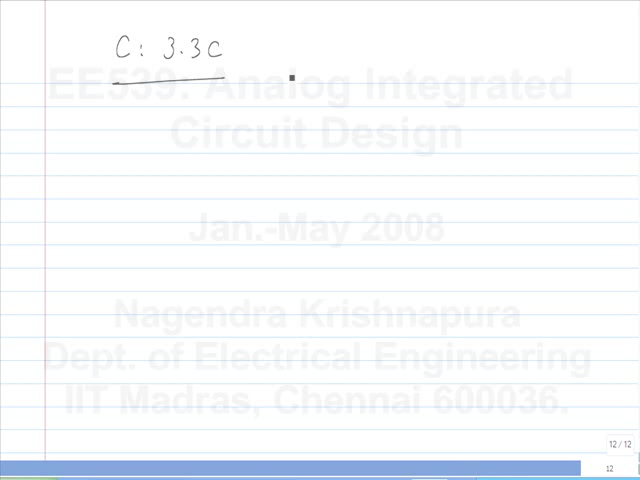 C: 3.3C
EE539: Analog Integrated
Circuit Design
Jan.-May 2008
Nagendra Krishnapura
Dept. of Electrical Engineering
IIT Madras, Chennai 600036.
12 / 12
12